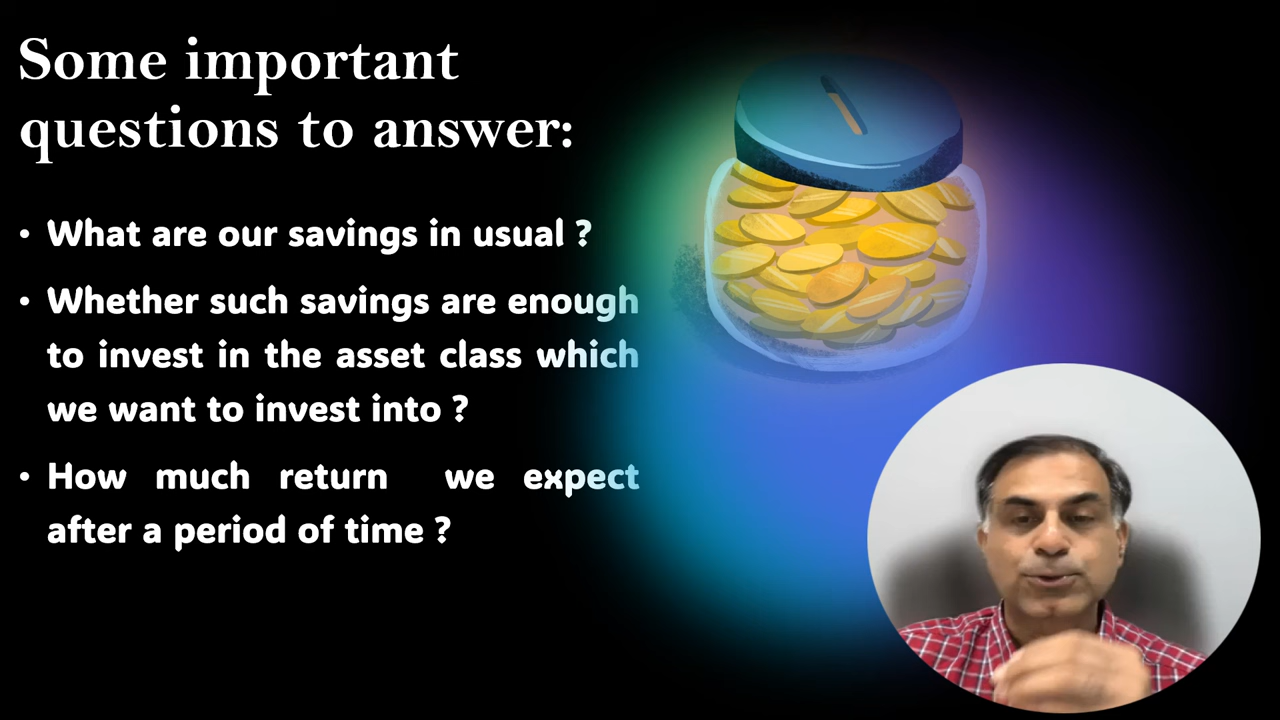 Some important
questions to answer:
• What are our savings in usual ?
• Whether such savings are enough
to invest in the asset class which
we want to invest into ?
• How much return we expect
after a period of time ?